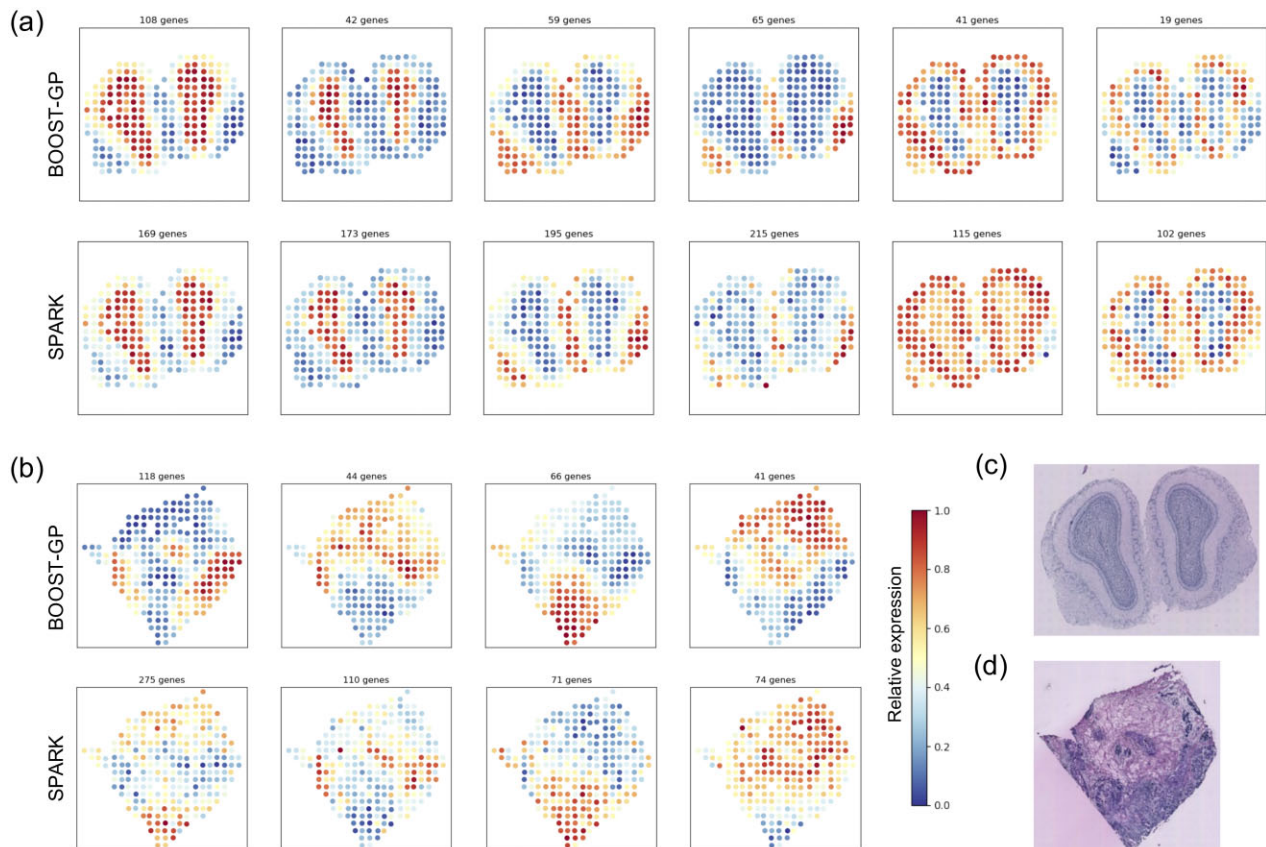 (a)
108 genes
42 genes
59 genes
65 genes
41 genes
19 genes
BOOST-GP
169 genes
173 genes
195 genes
215 genes
115 genes
102 genes
SPARK
(b)
118 genes
44 genes
66 genes
41 genes
BOOST-GP
275 genes
110 genes
71 genes
74 genes
SPARK
Relative expression
1.0
0.8
0.6
0.4
0.2
0.0
(c)
(d)